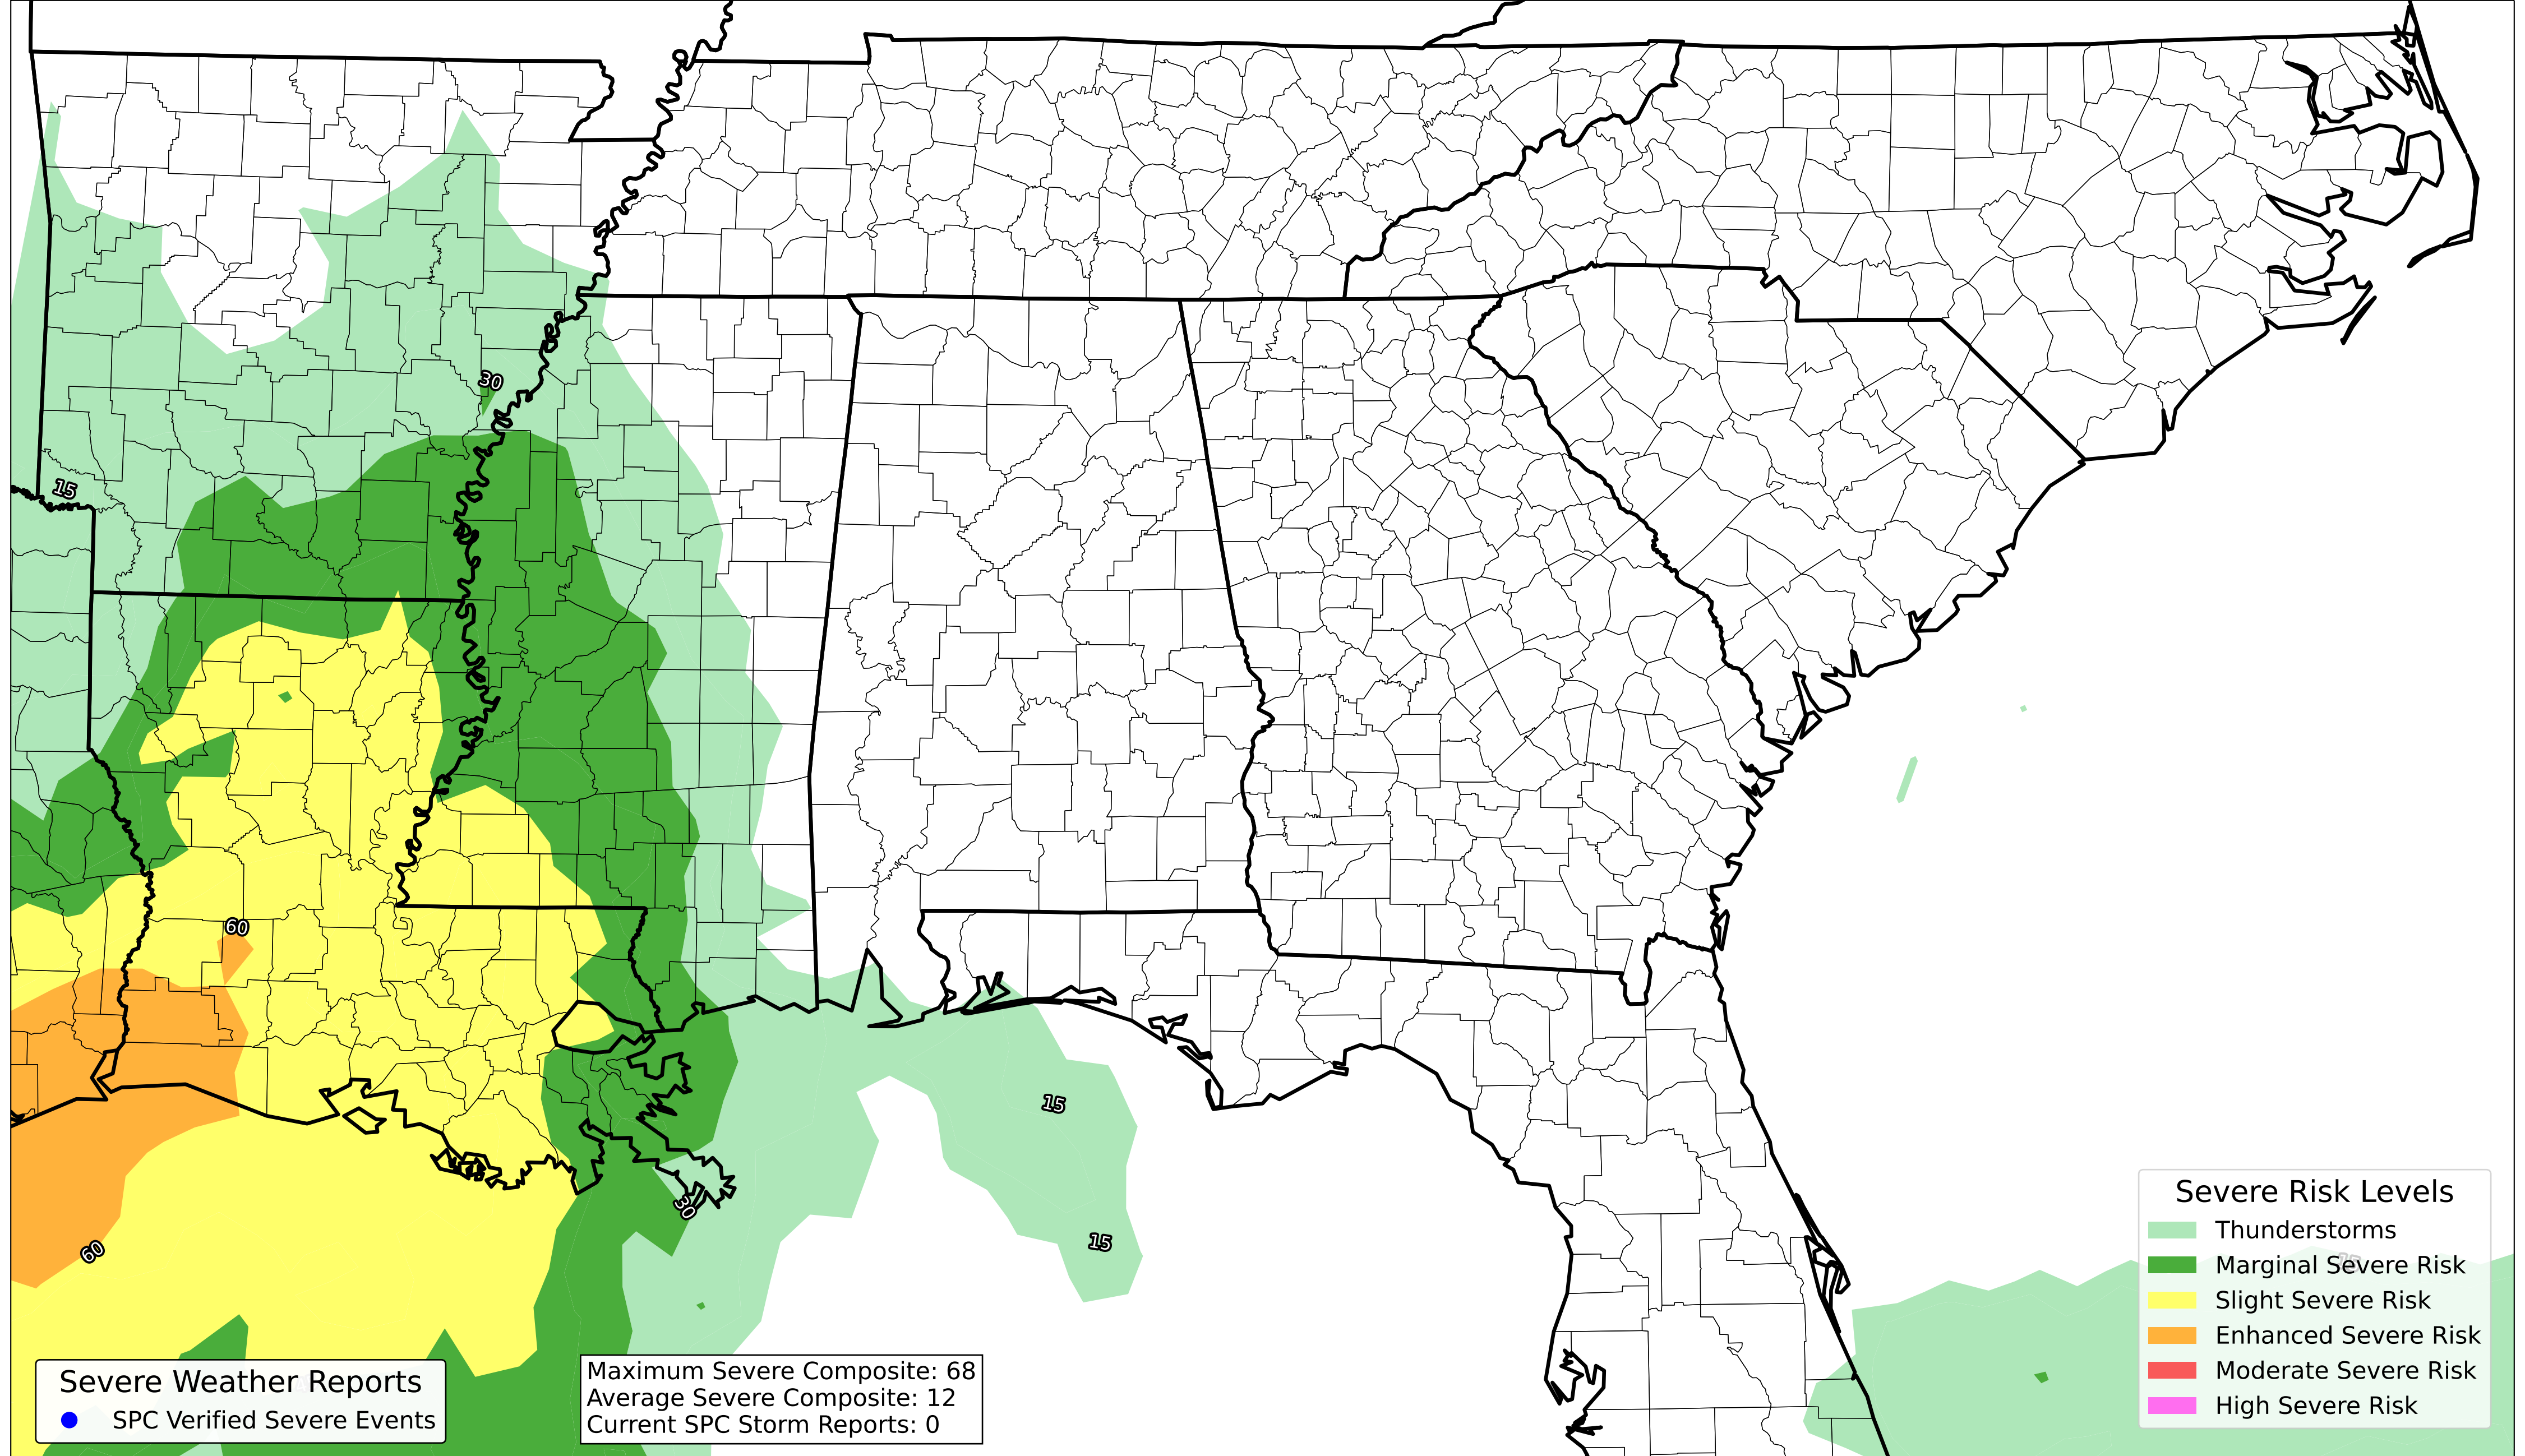 30
15
60
15
30
15
60
15
Severe Risk Levels
Thunderstorms
Marginal Severe Risk
Slight Severe Risk
Enhanced Severe Risk
Moderate Severe Risk
High Severe Risk
Severe Weather Reports
SPC Verified Severe Events
Maximum Severe Composite: 68
Average Severe Composite: 12
Current SPC Storm Reports: 0